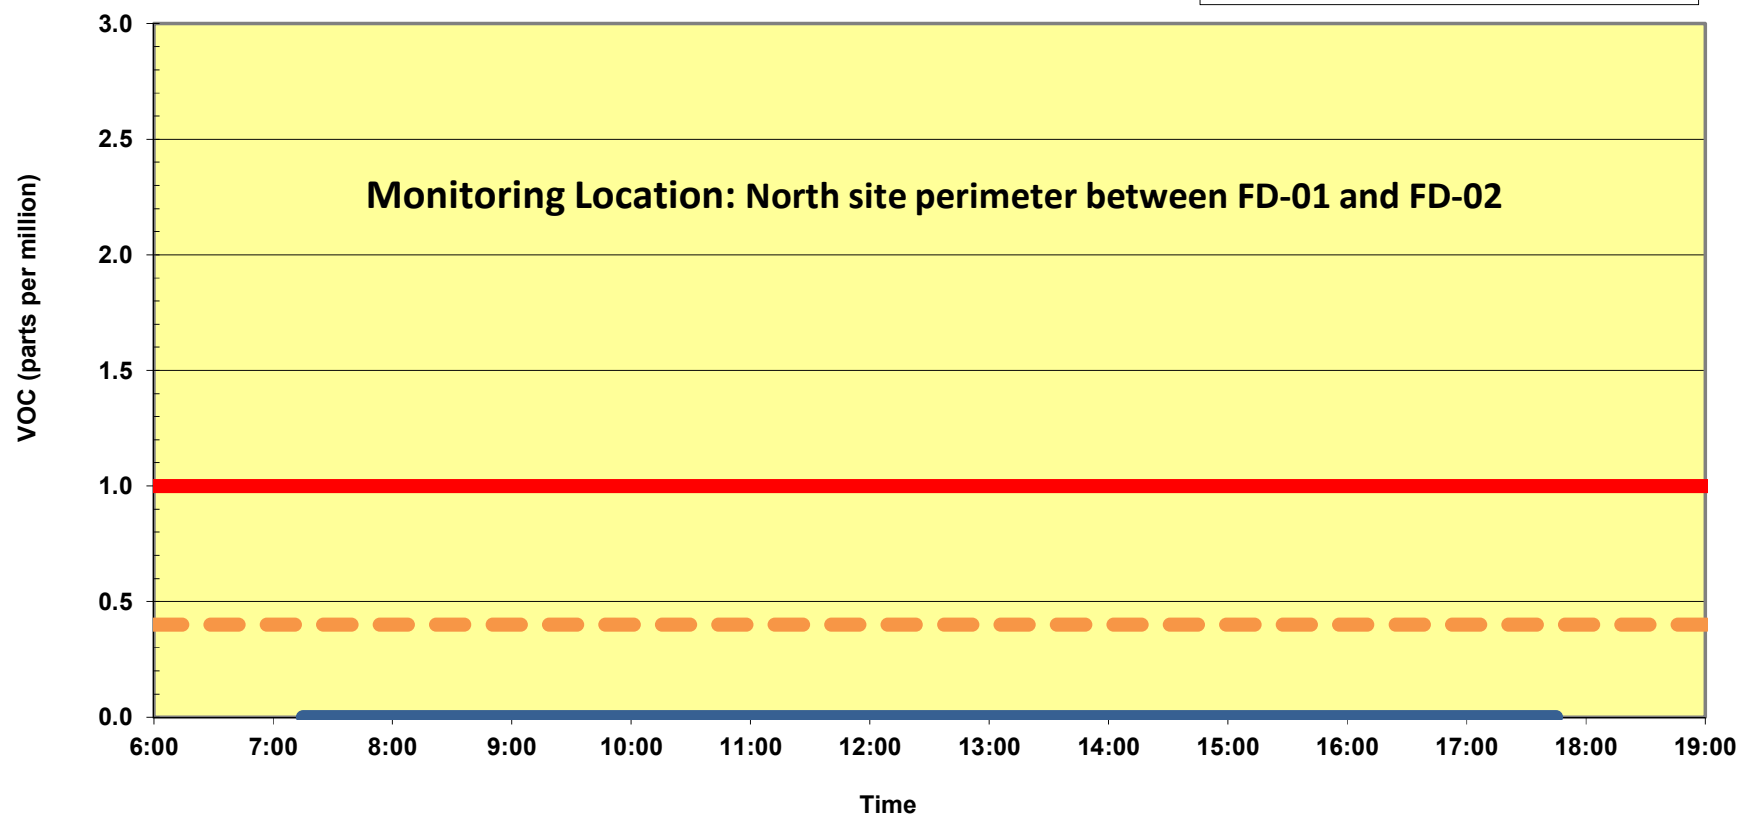 3.0
2.5
2.0
1.5
1.0
0.5
0.0
VOC (parts per million)
Monitoring Location: North site perimeter between FD-01 and FD-02
6:00 7:00 8:00 9:00 10:00 11:00 12:00 13:00 14:00 15:00 16:00 17:00 18:00 19:00
Time